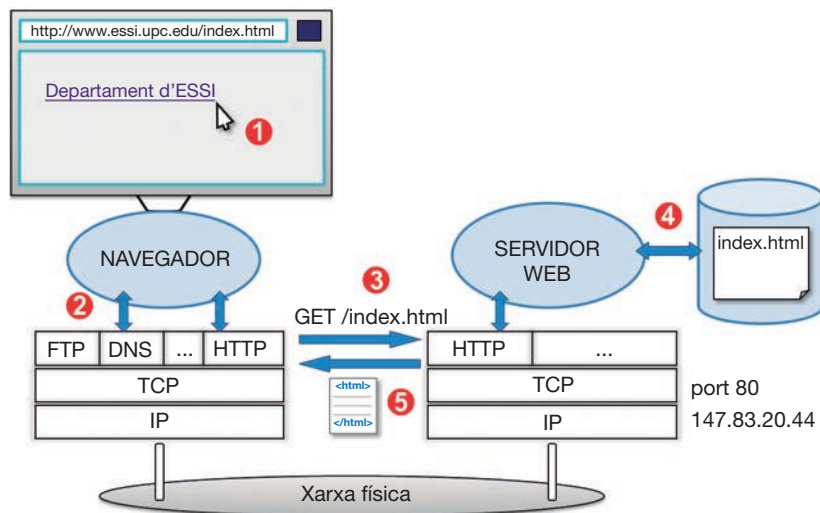 http://www.essi.upc.edu/index.html
Departament d'ESSI
1
NAVEGADOR
SERVIDOR
WEB
4
index.html
2
3
GET /index.html
FTP DNS ... HTTP
HTTP ...
<html>
</html>
5
TCP
TCP
port 80
IP
IP
147.83.20.44
Xarxa física